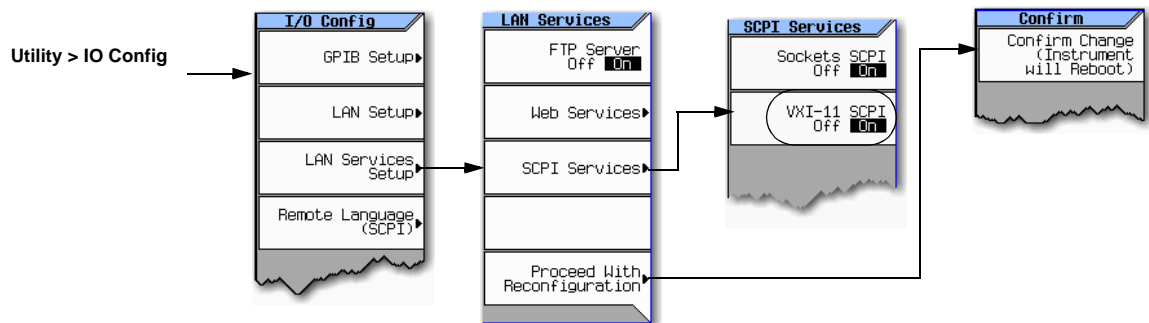 Utility > IO Config
I/O Config
GPIB Setup
LAN Setup
LAN Services
Setup
Remote Language
(SCPI)
LAN Services
FTP Server
Off On
Web Services
SCPI Services
Proceed With
Reconfiguration
SCPI Services
Sockets SCPI
Off On
VXI-11 SCPI
Off On
Confirm
Confirm Change
(Instrument
will Reboot)